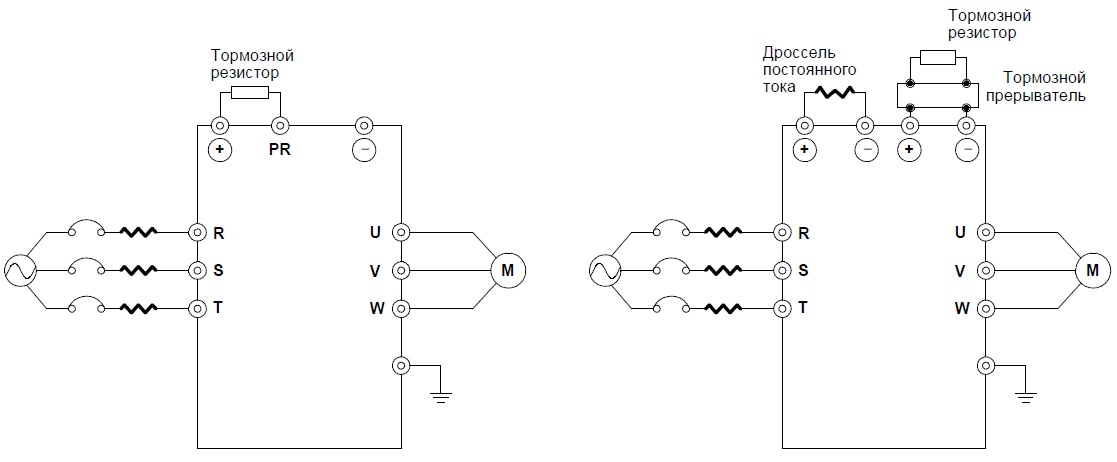 Тормозной
резистор
+
PR
−
R
S
T
U
V
W
M
Тормозной
резистор
Дроссель
постоянного
тока
Тормозной
прерыватель
+
−
+
−
R
S
T
U
V
W
M